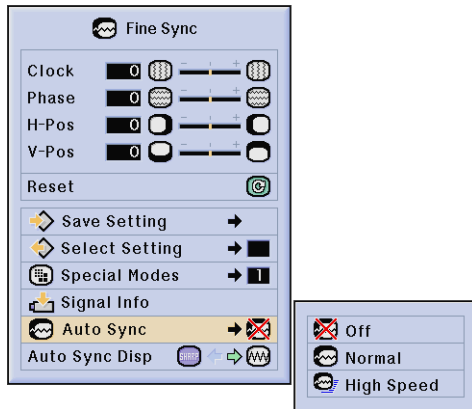 Fine Sync
Clock 0
Phase 0
H-Pos 0
V-Pos 0
Reset
Save Setting
Select Setting
Special Modes 1
Signal Info
Auto Sync
Auto Sync Disp SHARP
Off
Normal
High Speed